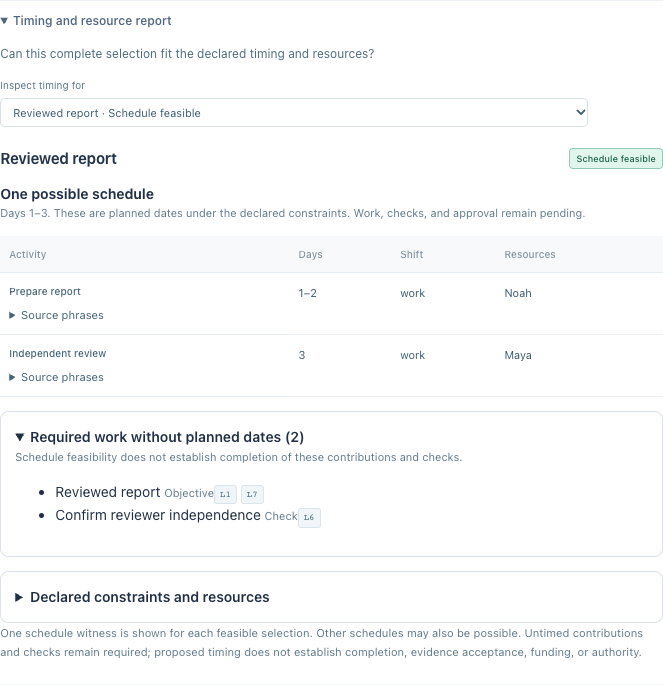 Timing and resource report
Can this complete selection fit the declared timing and resources?
Inspect timing for
Reviewed report · Schedule feasible
Reviewed report
Schedule feasible
One possible schedule
Days 1–3. These are planned dates under the declared constraints. Work, checks, and approval remain pending.
Activity Days Shift Resources
Prepare report 1–2 work Noah
Source phrases
Independent review 3 work Maya
Source phrases
Required work without planned dates (2)
Schedule feasibility does not establish completion of these contributions and checks.
Reviewed report Objective L1 L7
Confirm reviewer independence Check L6
Declared constraints and resources
One schedule witness is shown for each feasible selection. Other schedules may also be possible. Untimed contributions
and checks remain required; proposed timing does not establish completion, evidence acceptance, funding, or authority.